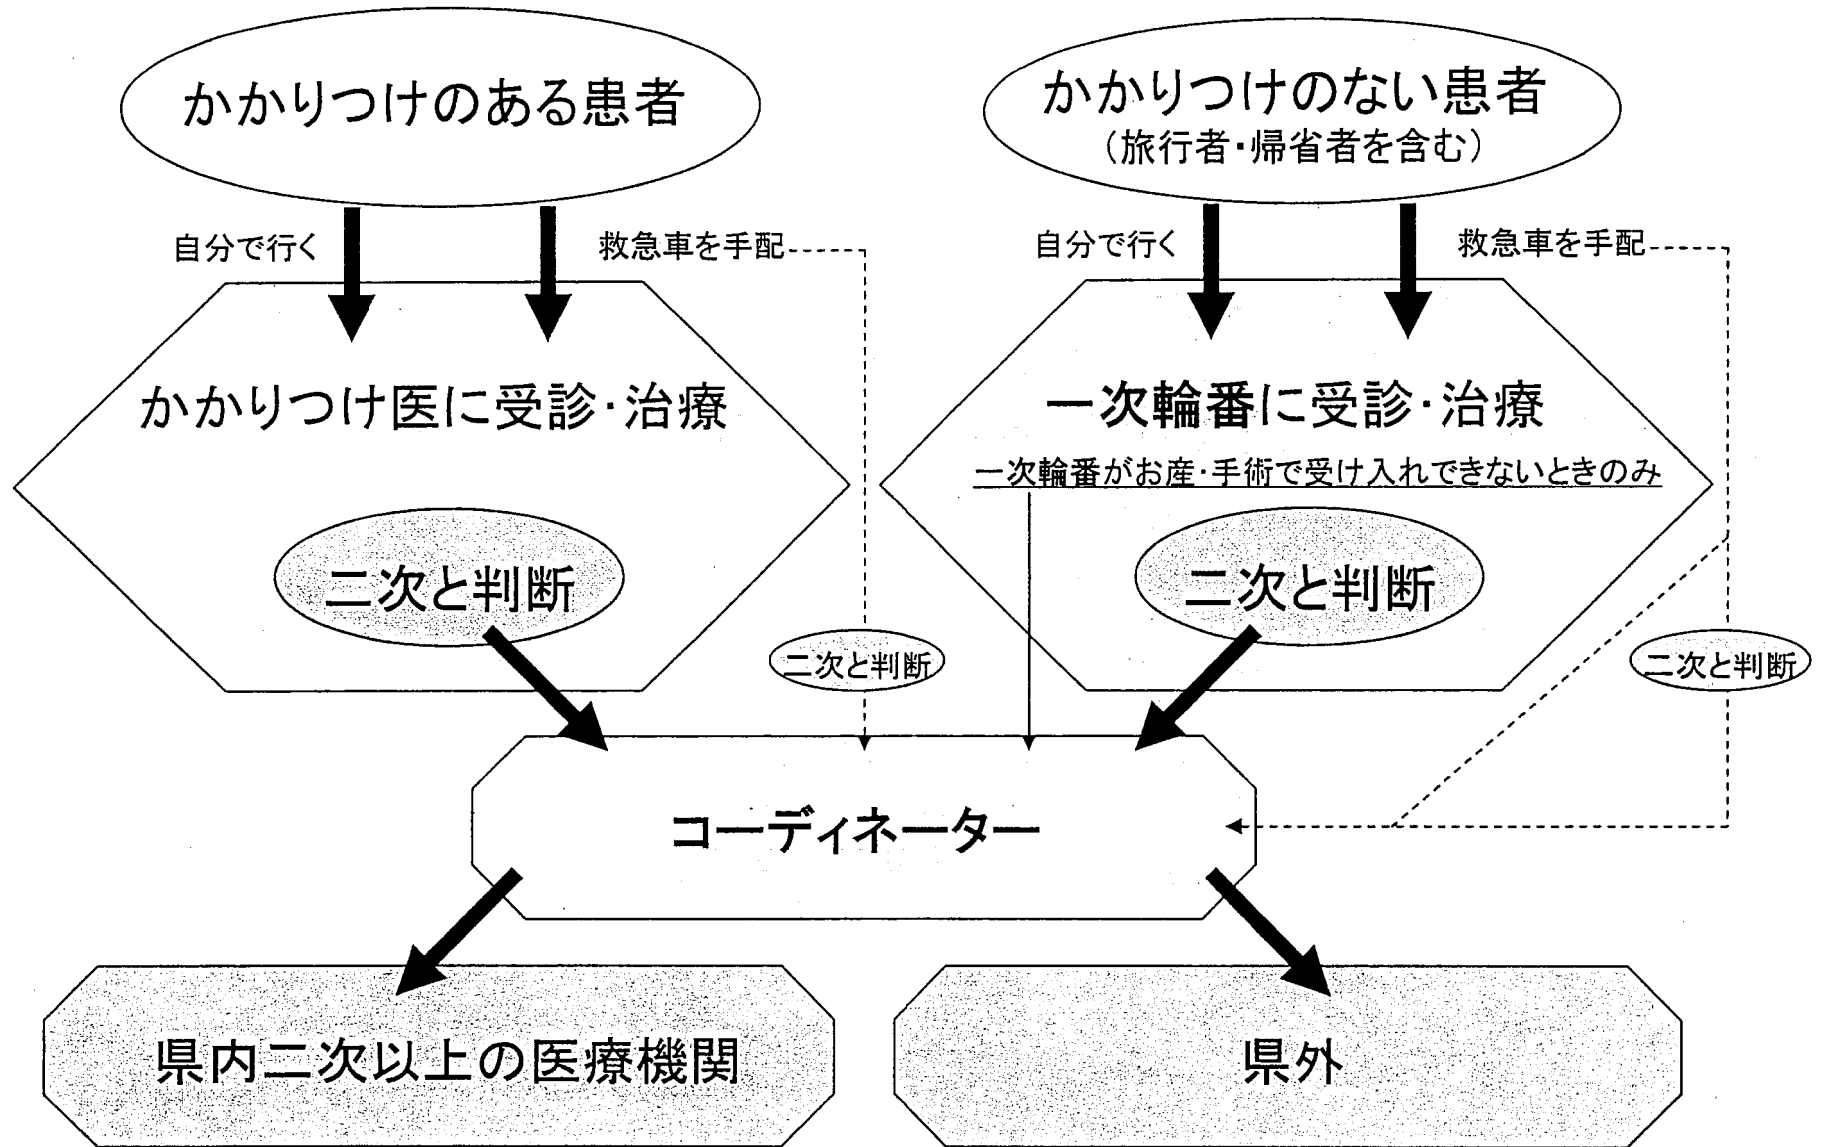 かかりつけのある患者
かかりつけのない患者
（旅行者・帰省者を含む）
自分で行く
救急車を手配
自分で行く
救急車を手配
かかりつけ医に受診・治療
一次輪番に受診・治療
一次輪番がお産・手術で受け入れできないときのみ
二次と判断
二次と判断
二次と判断
二次と判断
コーディネーター
県内二次以上の医療機関
県外